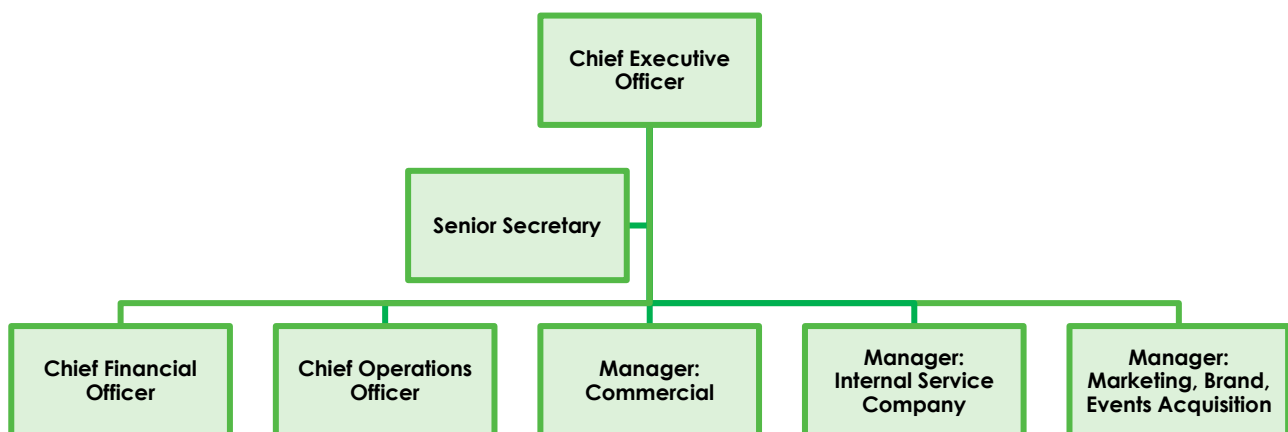 Chief Executive
Officer
Senior Secretary
Chief Financial
Officer
Chief Operations
Officer
Manager:
Commercial
Manager:
Internal Service
Company
Manager:
Marketing, Brand,
Events Acquisition